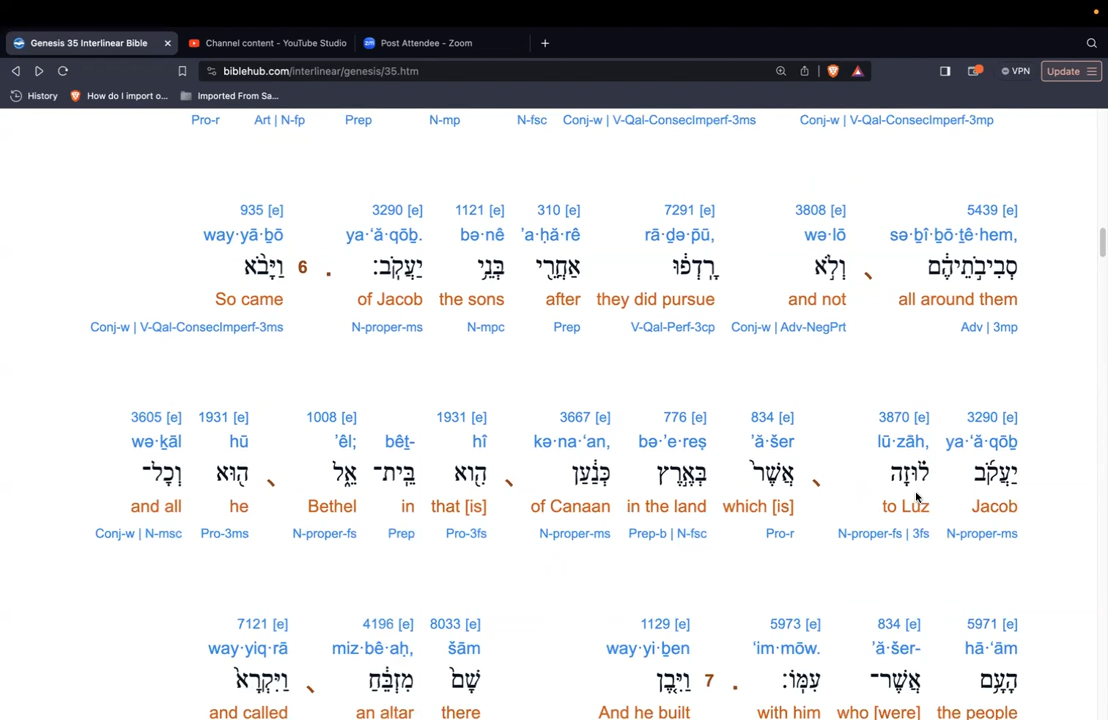 Genesis 35 Interlinear Bible
Channel content - YouTube Studio
Post Attendee - Zoom
biblehub.com/interlinear/genesis/35.htm
VPN
Update
History
How do I import o...
Imported From Sa...
Pro-r Art | N-fp Prep N-mp N-fsc Conj-w | V-Qal-ConsecImperf-3ms Conj-w | V-Qal-ConsecImperf-3mp
935 [e] 3290 [e] 1121 [e] 310 [e] 7291 [e] 3808 [e] 5439 [e]
way·yā·ḇō ya·‘ă·qōḇ. bə·nê ’a·ḥă·rê rā·ḏə·p̄ū, wə·lō sə·ḇî·ḇō·ṯê·hem,
סְבִיב֣וֹתֵיהֶ֔ם ، וְלֹ֣א רָֽדְפ֔וּ אַחֲרֵ֖י בְּנֵ֥י יַעֲקֹֽב׃ . 6 וַיָּבֹ֨א
So came of Jacob the sons after they did pursue and not all around them
Conj-w | V-Qal-ConsecImperf-3ms N-proper-ms N-mpc Prep V-Qal-Perf-3cp Conj-w | Adv-NegPrt Adv | 3mp
3605 [e] 1931 [e] 1008 [e] 1931 [e] 3667 [e] 776 [e] 834 [e] 3870 [e] 3290 [e]
wə·ḵāl hū ’êl; bêṯ- hî kə·na·‘an, bə·’e·reṣ ’ă·šer lū·zāh, ya·‘ă·qōḇ
יַעֲקֹ֜ב ל֗וּזָה ، אֲשֶׁר֙ בְּאֶ֣רֶץ כְּנַ֔עַן ، הִ֖וא בֵּֽית־ אֵ֑ל ، ה֖וּא וְכָל־
and all he Bethel in that [is] of Canaan in the land which [is] to Luz Jacob
Conj-w | N-msc Pro-3ms N-proper-fs Prep Pro-3fs N-proper-ms Prep-b | N-fsc Pro-r N-proper-fs | 3fs N-proper-ms
7121 [e] 4196 [e] 8033 [e] 1129 [e] 5973 [e] 834 [e] 5971 [e]
way·yiq·rā miz·bê·aḥ, šām way·yi·ḇen ‘im·mōw. ’ă·šer- hā·‘ām
הָעָ֥ם אֲשֶׁר־ עִמּֽוֹ׃ . 7 וַיִּ֤בֶן שָׁם֙ מִזְבֵּ֔חַ ، וַיִּקְרָא֙
and called an altar there And he built with him who [were] the people